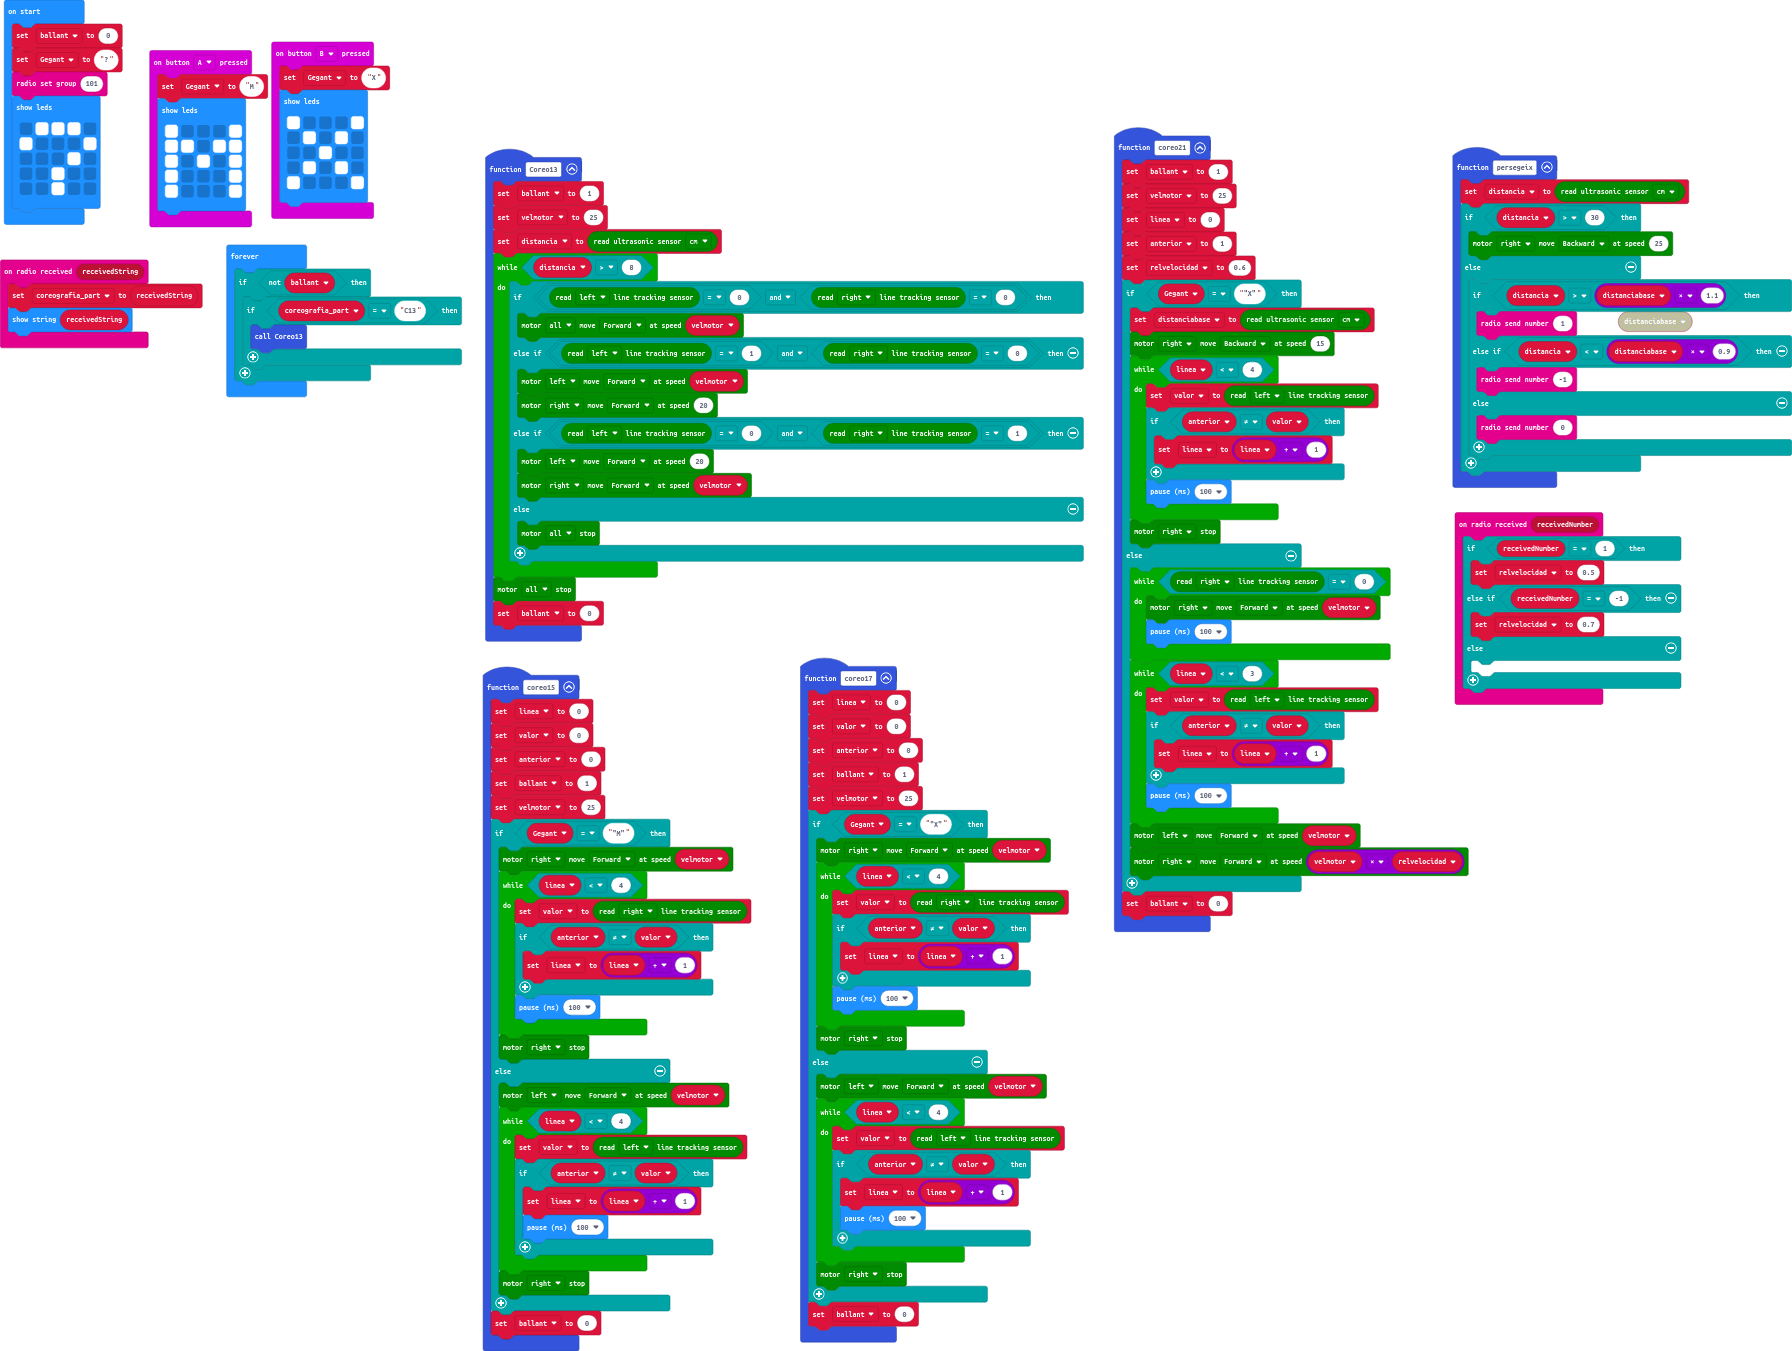 on start
set ballant to 0
set Gegant to "?"
radio set group 101
show leds
on button A pressed
set Gegant to "M"
show leds
on button B pressed
set Gegant to "X"
show leds
on radio received receivedString
set coreografia_part to receivedString
show string receivedString
forever
if not ballant then
if coreografia_part = "C13" then
call Coreo13
function Coreo13
set ballant to 1
set velmotor to 25
set distancia to read ultrasonic sensor cm
while distancia > 8
do
if read left line tracking sensor = 0 and read right line tracking sensor = 0 then
motor all move Forward at speed velmotor
else if read left line tracking sensor = 1 and read right line tracking sensor = 0 then
motor left move Forward at speed velmotor
motor right move Forward at speed 20
else if read left line tracking sensor = 0 and read right line tracking sensor = 1 then
motor left move Forward at speed 20
motor right move Forward at speed velmotor
else
motor all stop
motor all stop
set ballant to 0
function coreo15
set linea to 0
set valor to 0
set anterior to 0
set ballant to 1
set velmotor to 25
if Gegant = ""M"" then
motor right move Forward at speed velmotor
while linea < 4
do
set valor to read right line tracking sensor
if anterior ≠ valor then
set linea to linea + 1
pause (ms) 100
motor right stop
else
motor left move Forward at speed velmotor
while linea < 4
do
set valor to read left line tracking sensor
if anterior ≠ valor then
set linea to linea + 1
pause (ms) 100
motor right stop
set ballant to 0
function coreo17
set linea to 0
set valor to 0
set anterior to 0
set ballant to 1
set velmotor to 25
if Gegant = ""X"" then
motor right move Forward at speed velmotor
while linea < 4
do
set valor to read right line tracking sensor
if anterior ≠ valor then
set linea to linea + 1
pause (ms) 100
motor right stop
else
motor left move Forward at speed velmotor
while linea < 4
do
set valor to read left line tracking sensor
if anterior ≠ valor then
set linea to linea + 1
pause (ms) 100
motor right stop
set ballant to 0
function coreo21
set ballant to 1
set velmotor to 25
set linea to 0
set anterior to 1
set relvelocidad to 0.6
if Gegant = ""X"" then
set distanciabase to read ultrasonic sensor cm
motor right move Backward at speed 15
while linea < 4
do
set valor to read left line tracking sensor
if anterior ≠ valor then
set linea to linea + 1
pause (ms) 100
motor right stop
else
while read right line tracking sensor = 0
do
motor right move Forward at speed velmotor
pause (ms) 100
while linea < 3
do
set valor to read left line tracking sensor
if anterior ≠ valor then
set linea to linea + 1
pause (ms) 100
motor left move Forward at speed velmotor
motor right move Forward at speed velmotor × relvelocidad
set ballant to 0
function persegeix
set distancia to read ultrasonic sensor cm
if distancia > 30 then
motor right move Backward at speed 25
else
if distancia > distanciabase × 1.1 then
radio send number 1
distanciabase
else if distancia < distanciabase × 0.9 then
radio send number -1
else
radio send number 0
on radio received receivedNumber
if receivedNumber = 1 then
set relvelocidad to 0.5
else if receivedNumber = -1 then
set relvelocidad to 0.7
else